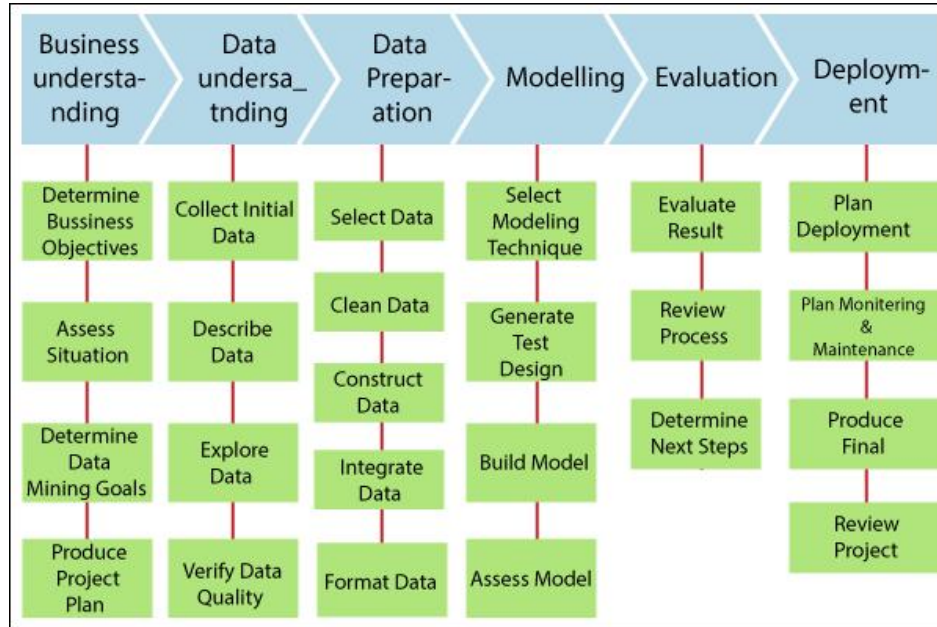 Business
understa-
nding
Data
undersa_
tnding
Data
Prepar-
ation
Modelling
Evaluation
Deploym-
ent
Determine
Bussiness
Objectives
Assess
Situation
Determine
Data
Mining Goals
Produce
Project
Plan
Collect Initial
Data
Describe
Data
Explore
Data
Verify Data
Quality
Select Data
Clean Data
Construct
Data
Integrate
Data
Format Data
Select
Modeling
Technique
Generate
Test
Design
Build Model
Assess Model
Evaluate
Result
Review
Process
Determine
Next Steps
Plan
Deployment
Plan Monitering
&
Maintenance
Produce
Final
Review
Project